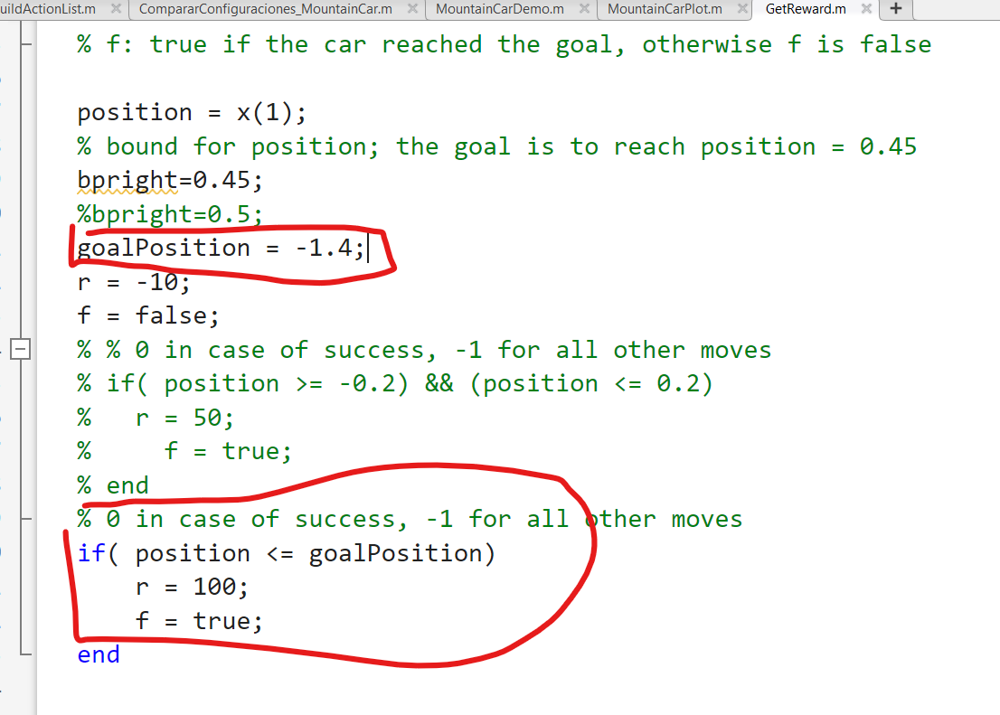 uildActionList.m × CompararConfiguraciones_MountainCar.m × MountainCarDemo.m × MountainCarPlot.m × GetReward.m × +
% f: true if the car reached the goal, otherwise f is false
position = x(1);
% bound for position; the goal is to reach position = 0.45
bpright=0.45;
%bpright=0.5;
goalPosition = -1.4;
r = -10;
f = false;
% % 0 in case of success, -1 for all other moves
% if( position >= -0.2) && (position <= 0.2)
%   r = 50;
%     f = true;
% end
% 0 in case of success, -1 for all other moves
if( position <= goalPosition)
    r = 100;
    f = true;
end